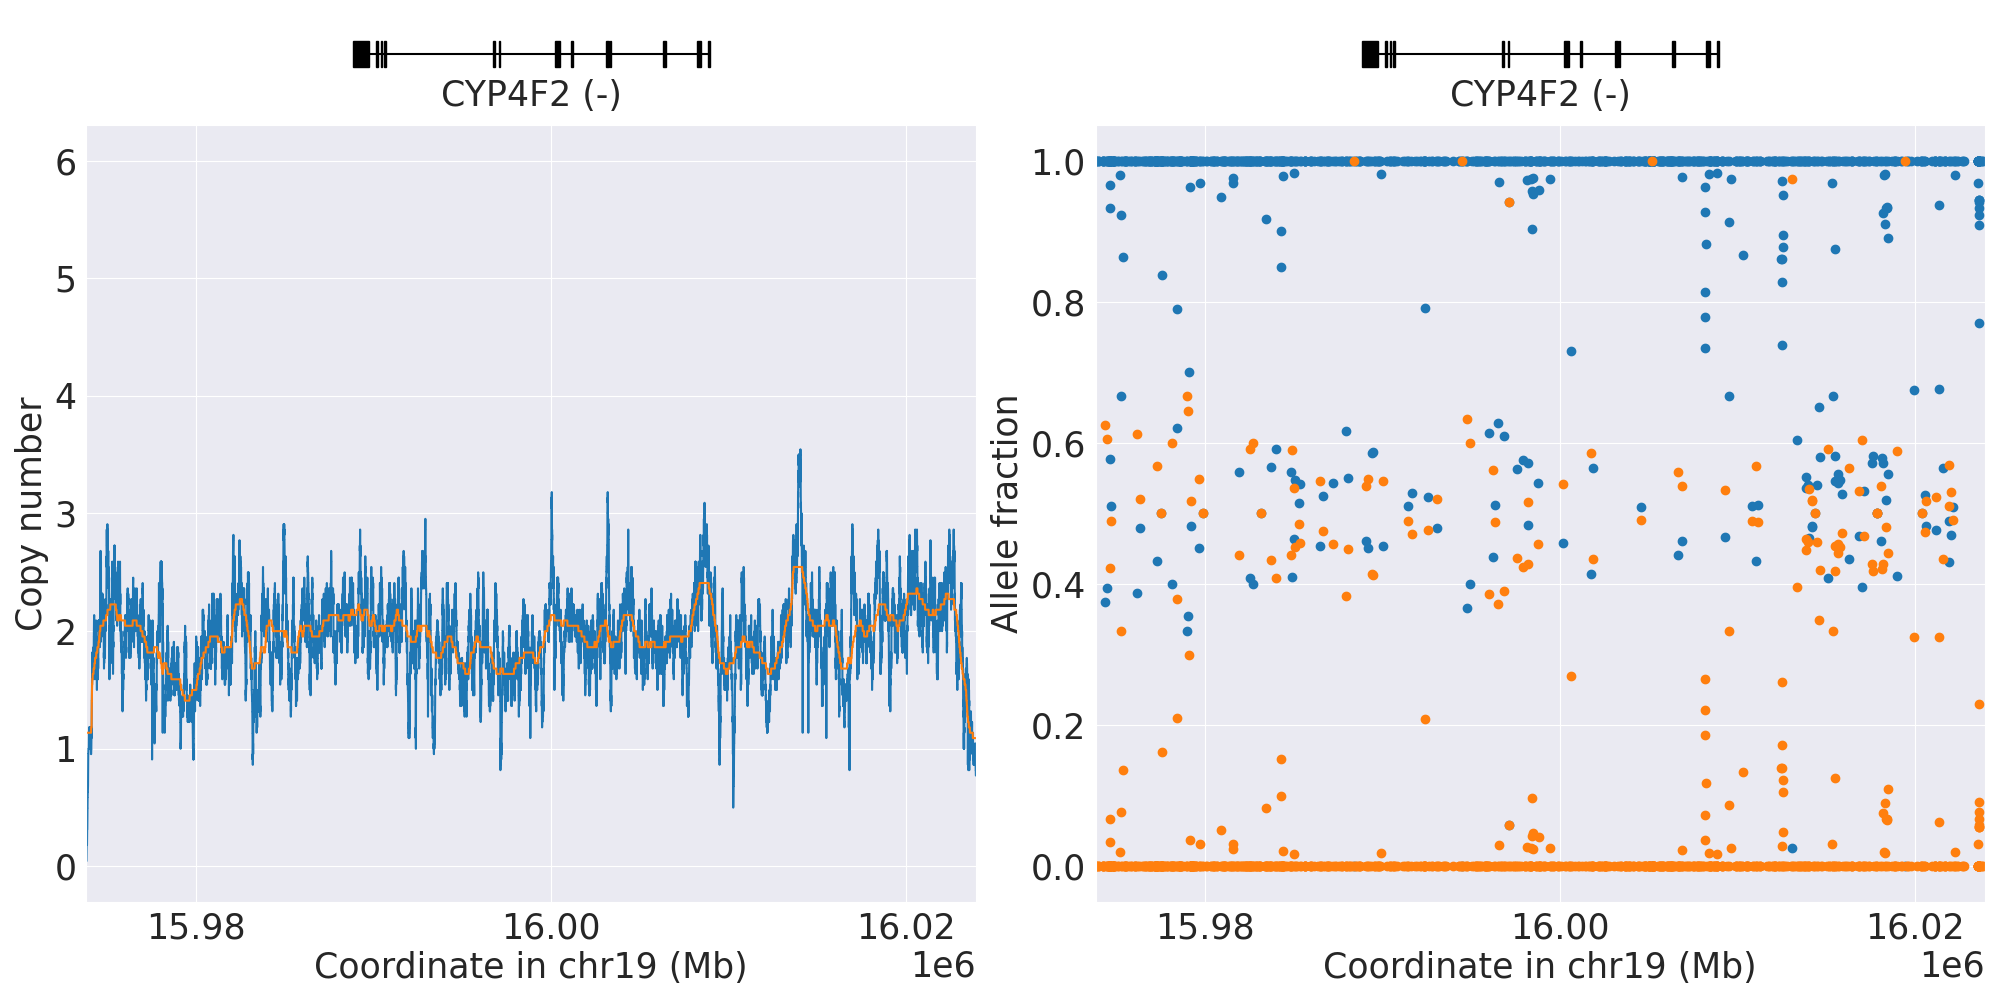 CYP4F2 (-)
6
5
4
3
2
1
0
Copy number
15.98
16.00
16.02
Coordinate in chr19 (Mb)
1e6
CYP4F2 (-)
1.0
0.8
0.6
0.4
0.2
0.0
Allele fraction
15.98
16.00
16.02
Coordinate in chr19 (Mb)
1e6